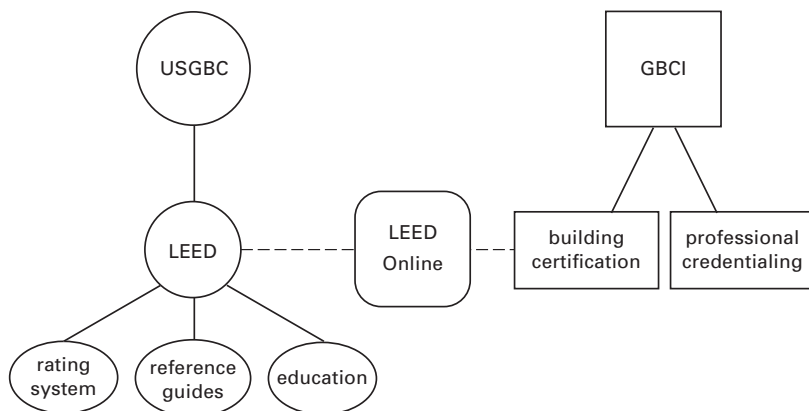 USGBC
GBCI
LEED
LEED
Online
building
certification
professional
credentialing
rating
system
reference
guides
education